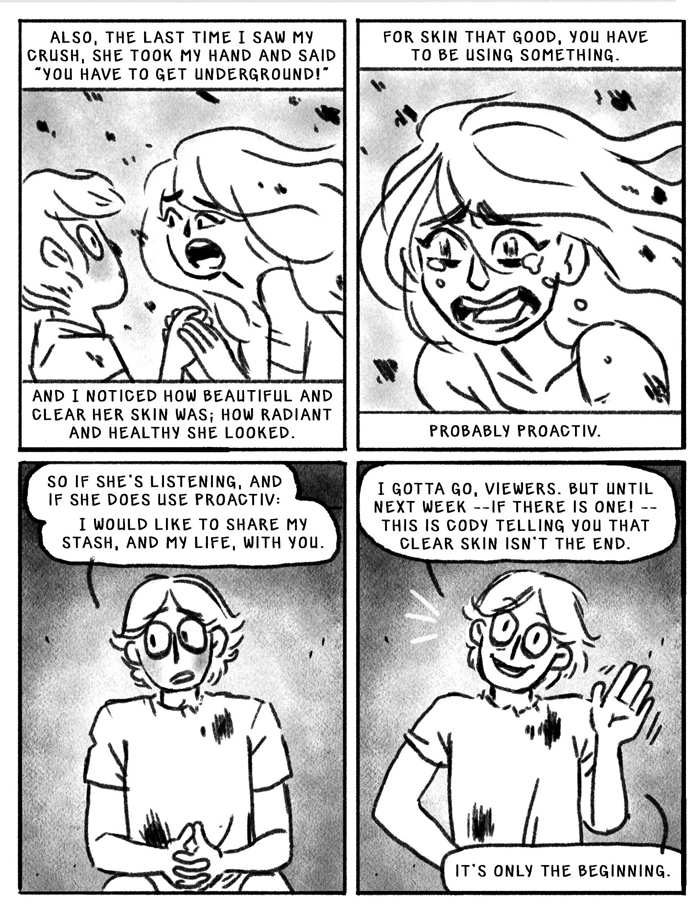 ALSO, THE LAST TIME I SAW MY
CRUSH, SHE TOOK MY HAND AND SAID
"YOU HAVE TO GET UNDERGROUND!"
AND I NOTICED HOW BEAUTIFUL AND
CLEAR HER SKIN WAS; HOW RADIANT
AND HEALTHY SHE LOOKED.
FOR SKIN THAT GOOD, YOU HAVE
TO BE USING SOMETHING.
PROBABLY PROACTIV.
SO IF SHE'S LISTENING, AND
IF SHE DOES USE PROACTIV:
I WOULD LIKE TO SHARE MY
STASH, AND MY LIFE, WITH YOU.
I GOTTA GO, VIEWERS. BUT UNTIL
NEXT WEEK --IF THERE IS ONE! --
THIS IS CODY TELLING YOU THAT
CLEAR SKIN ISN'T THE END.
IT'S ONLY THE BEGINNING.